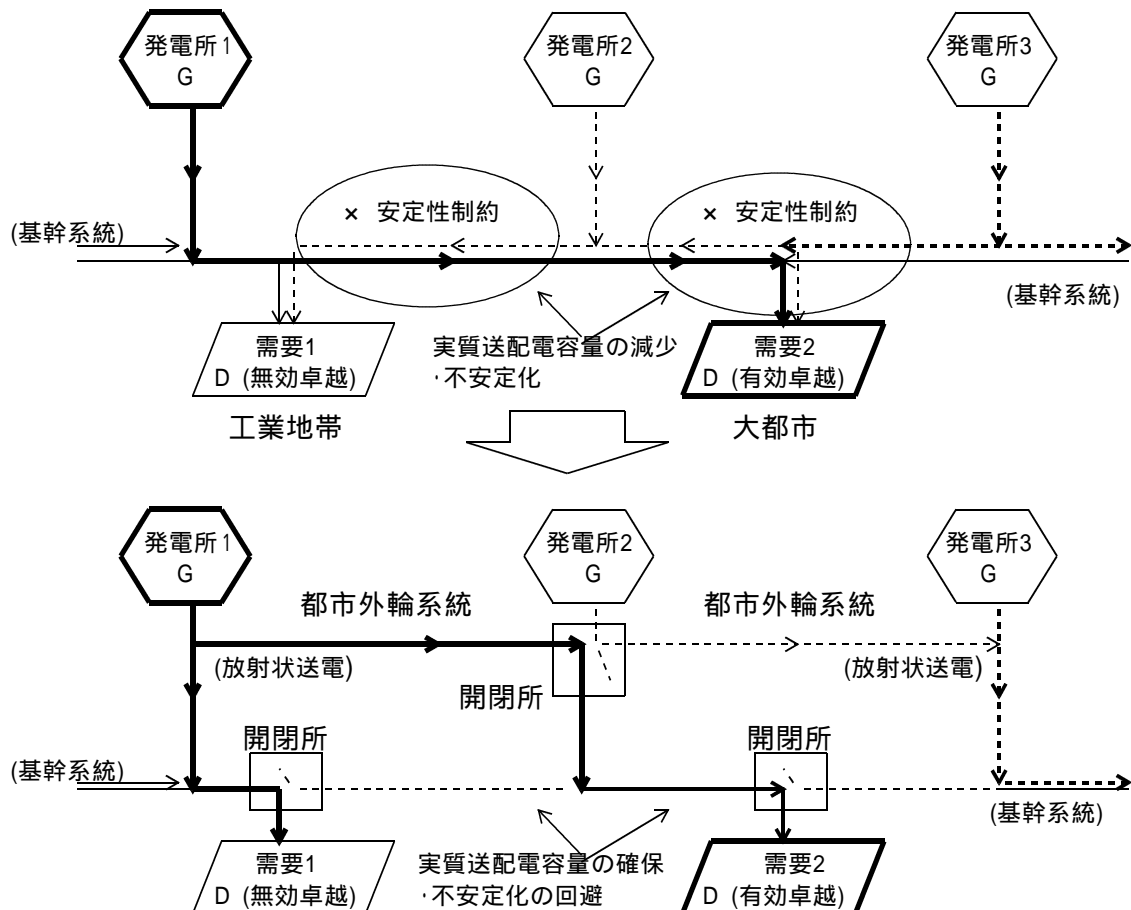 発電所1
G
発電所2
G
発電所3
G
× 安定性制約
× 安定性制約
(基幹系統)
(基幹系統)
需要1
D (無効卓越)
実質送配電容量の減少
·不安定化
需要2
D (有効卓越)
工業地帯
大都市
発電所1
G
発電所2
G
発電所3
G
都市外輪系統
都市外輪系統
(放射状送電)
(放射状送電)
開閉所
開閉所
開閉所
(基幹系統)
(基幹系統)
需要1
D (無効卓越)
実質送配電容量の確保
·不安定化の回避
需要2
D (有効卓越)